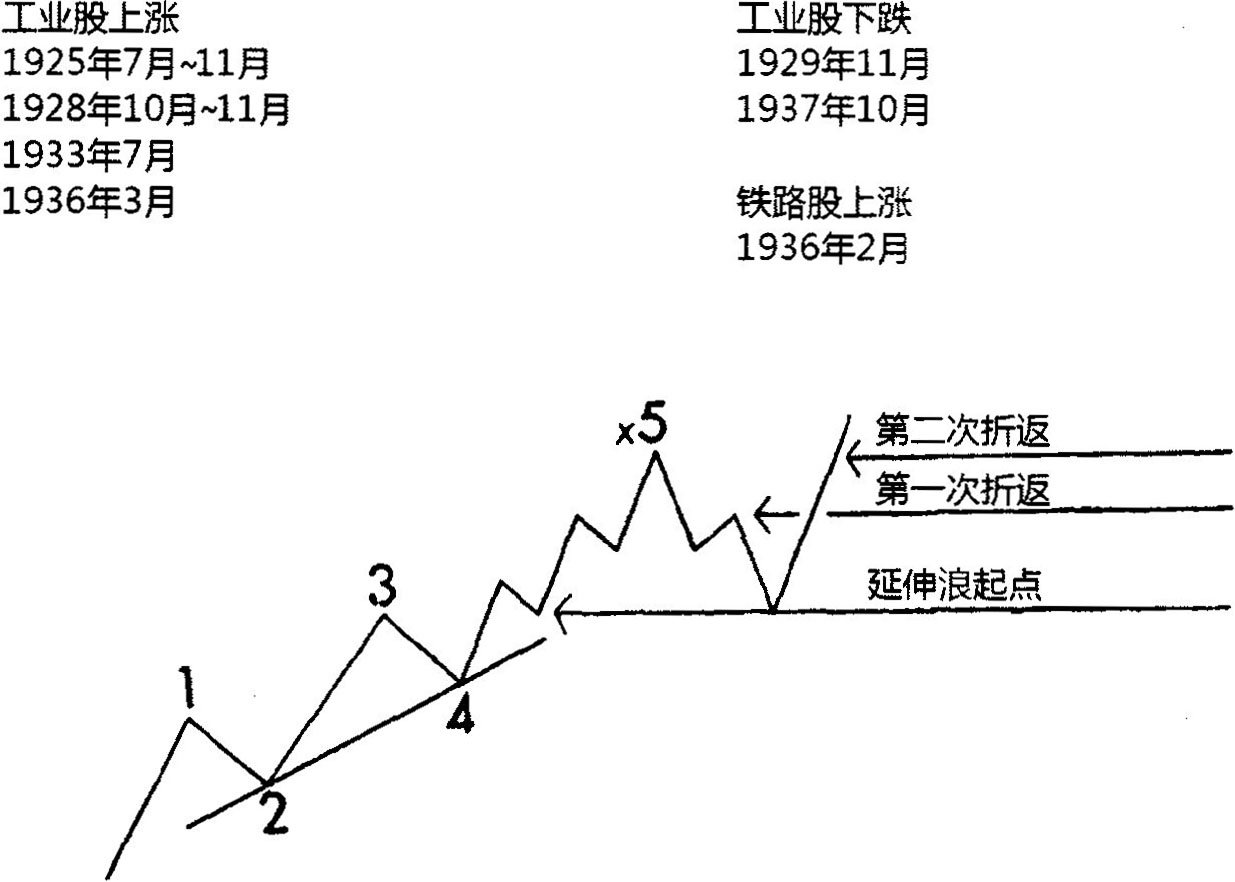 工业股上涨
1925年7月~11月
1928年10月~11月
1933年7月
1936年3月
工业股下跌
1929年11月
1937年10月
铁路股上涨
1936年2月
x5
第二次折返
第一次折返
3
延伸浪起点
1
4
2